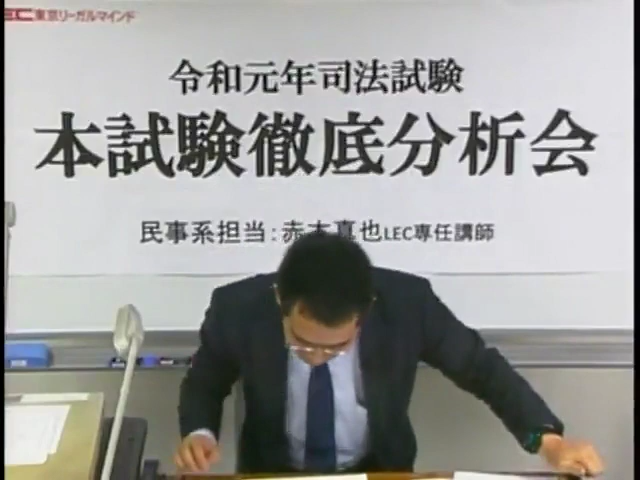 LEC東京リーガルマインド
令和元年司法試験
本試験徹底分析会
民事系担当:赤木真也LEC専任講師